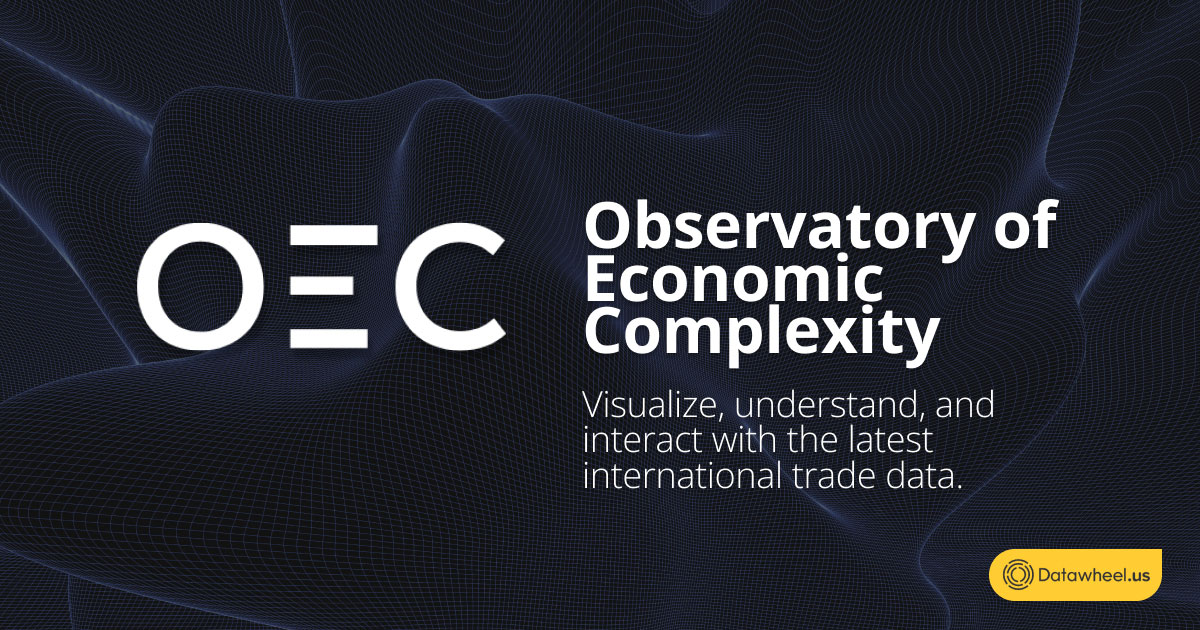 OEC
Observatory of
Economic
Complexity
Visualize, understand, and
interact with the latest
international trade data.
Datawheel.us